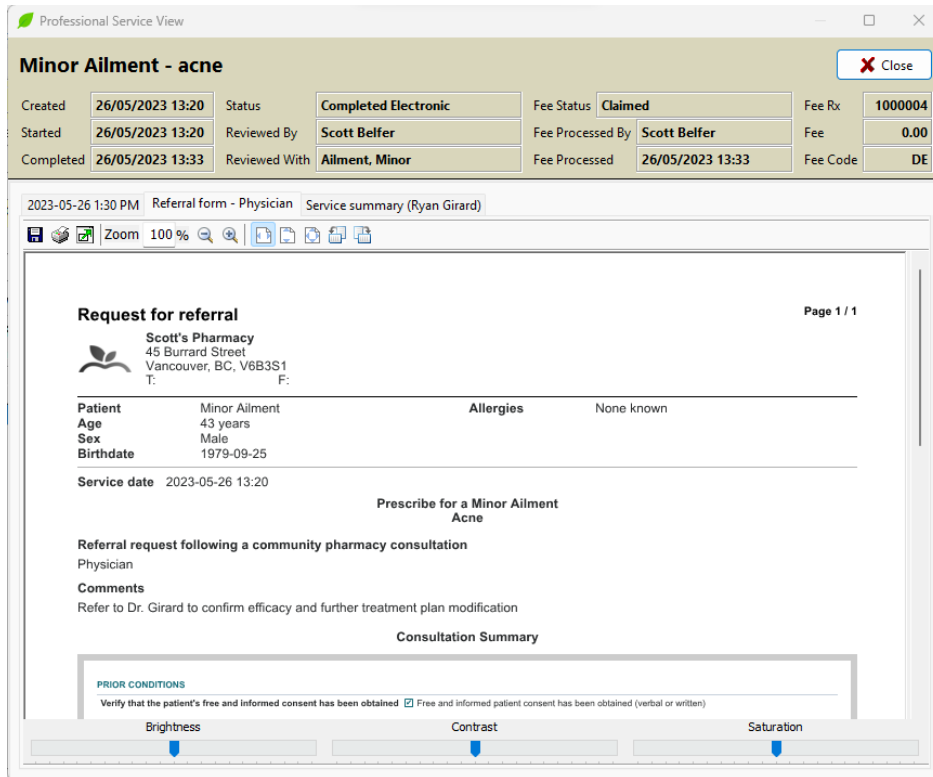 Professional Service View
Minor Ailment - acne
Close
Created 26/05/2023 13:20 Status Completed Electronic Fee Status Claimed Fee Rx 1000004
Started 26/05/2023 13:20 Reviewed By Scott Belfer Fee Processed By Scott Belfer Fee 0.00
Completed 26/05/2023 13:33 Reviewed With Ailment, Minor Fee Processed 26/05/2023 13:33 Fee Code DE
2023-05-26 1:30 PM Referral form - Physician Service summary (Ryan Girard)
Zoom 100 %
Request for referral Page 1 / 1
Scott's Pharmacy
45 Burrard Street
Vancouver, BC, V6B3S1
T: F:
Patient Minor Ailment Allergies None known
Age 43 years
Sex Male
Birthdate 1979-09-25
Service date 2023-05-26 13:20
Prescribe for a Minor Ailment
Acne
Referral request following a community pharmacy consultation
Physician
Comments
Refer to Dr. Girard to confirm efficacy and further treatment plan modification
Consultation Summary
PRIOR CONDITIONS
Verify that the patient's free and informed consent has been obtained Free and informed patient consent has been obtained (verbal or written)
Brightness Contrast Saturation